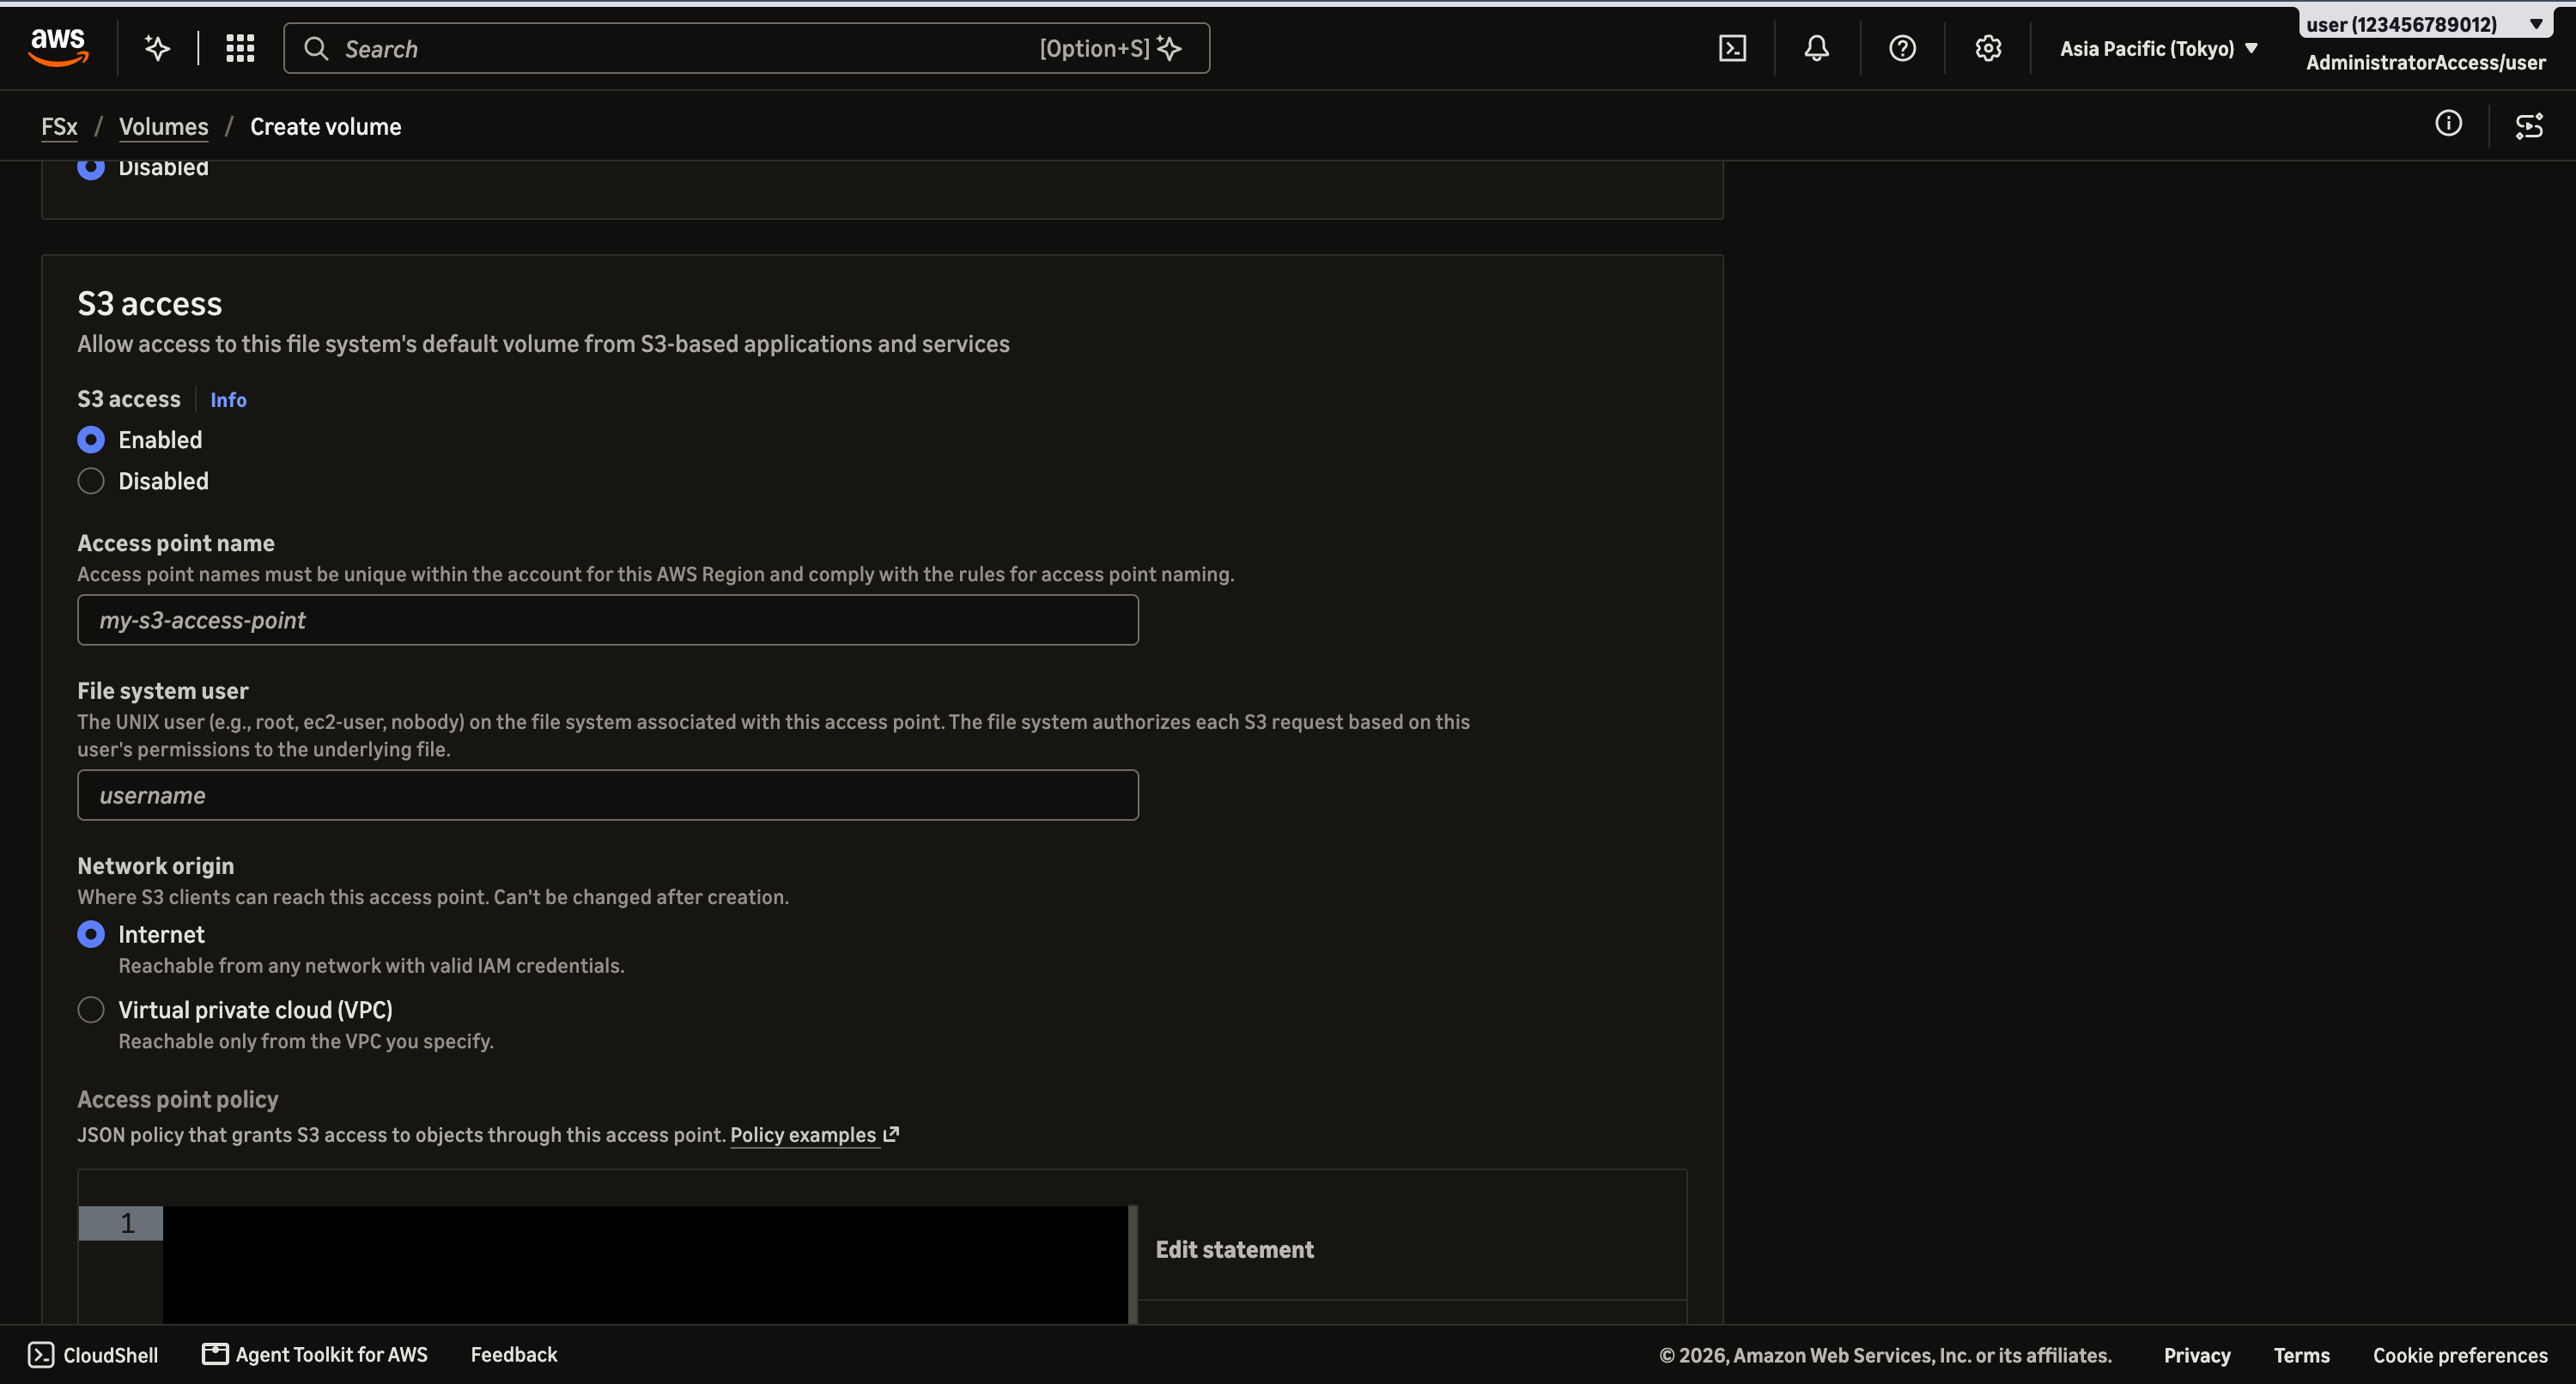 aws
Search [Option+S]
Asia Pacific (Tokyo)
user (123456789012)
AdministratorAccess/user
FSx / Volumes / Create volume
Disabled
S3 access
Allow access to this file system's default volume from S3-based applications and services
S3 access Info
Enabled
Disabled
Access point name
Access point names must be unique within the account for this AWS Region and comply with the rules for access point naming.
my-s3-access-point
File system user
The UNIX user (e.g., root, ec2-user, nobody) on the file system associated with this access point. The file system authorizes each S3 request based on this
user's permissions to the underlying file.
username
Network origin
Where S3 clients can reach this access point. Can't be changed after creation.
Internet
Reachable from any network with valid IAM credentials.
Virtual private cloud (VPC)
Reachable only from the VPC you specify.
Access point policy
JSON policy that grants S3 access to objects through this access point. Policy examples
1
Edit statement
CloudShell Agent Toolkit for AWS Feedback © 2026, Amazon Web Services, Inc. or its affiliates. Privacy Terms Cookie preferences